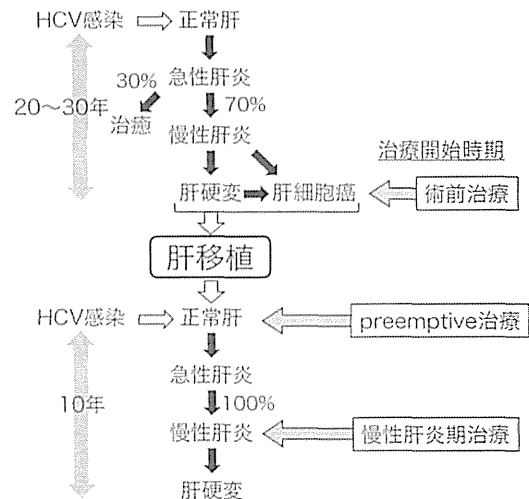 HCV感染 正常肝
急性肝炎
30%
70%
20〜30年
治癒
慢性肝炎
治療開始時期
肝硬変 肝細胞癌
術前治療
肝移植
HCV感染 正常肝
preemptive治療
急性肝炎
10年
100%
慢性肝炎
慢性肝炎期治療
肝硬変